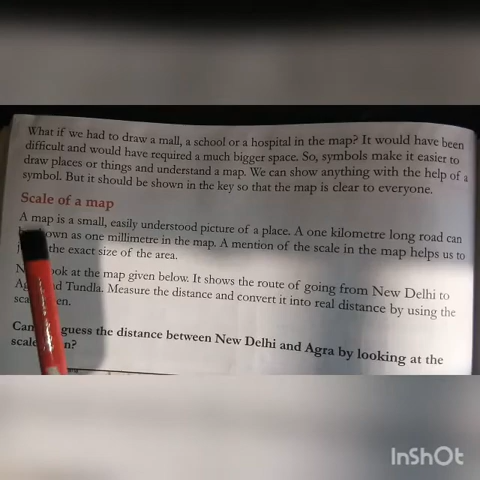 What if we had to draw a mall, a school or a hospital in the map? It would have been
difficult and would have required a much bigger space. So, symbols make it easier to
draw places or things and understand a map. We can show anything with the help of a
symbol. But it should be shown in the key so that the map is clear to everyone.
Scale of a map
A map is a small, easily understood picture of a place. A one kilometre long road can
own as one millimetre in the map. A mention of the scale in the map helps us to
the exact size of the area.
ook at the map given below. It shows the route of going from New Delhi to
nd Tundla. Measure the distance and convert it into real distance by using the
en.
Can guess the distance between New Delhi and Agra by looking at the
scale n?
InShOt